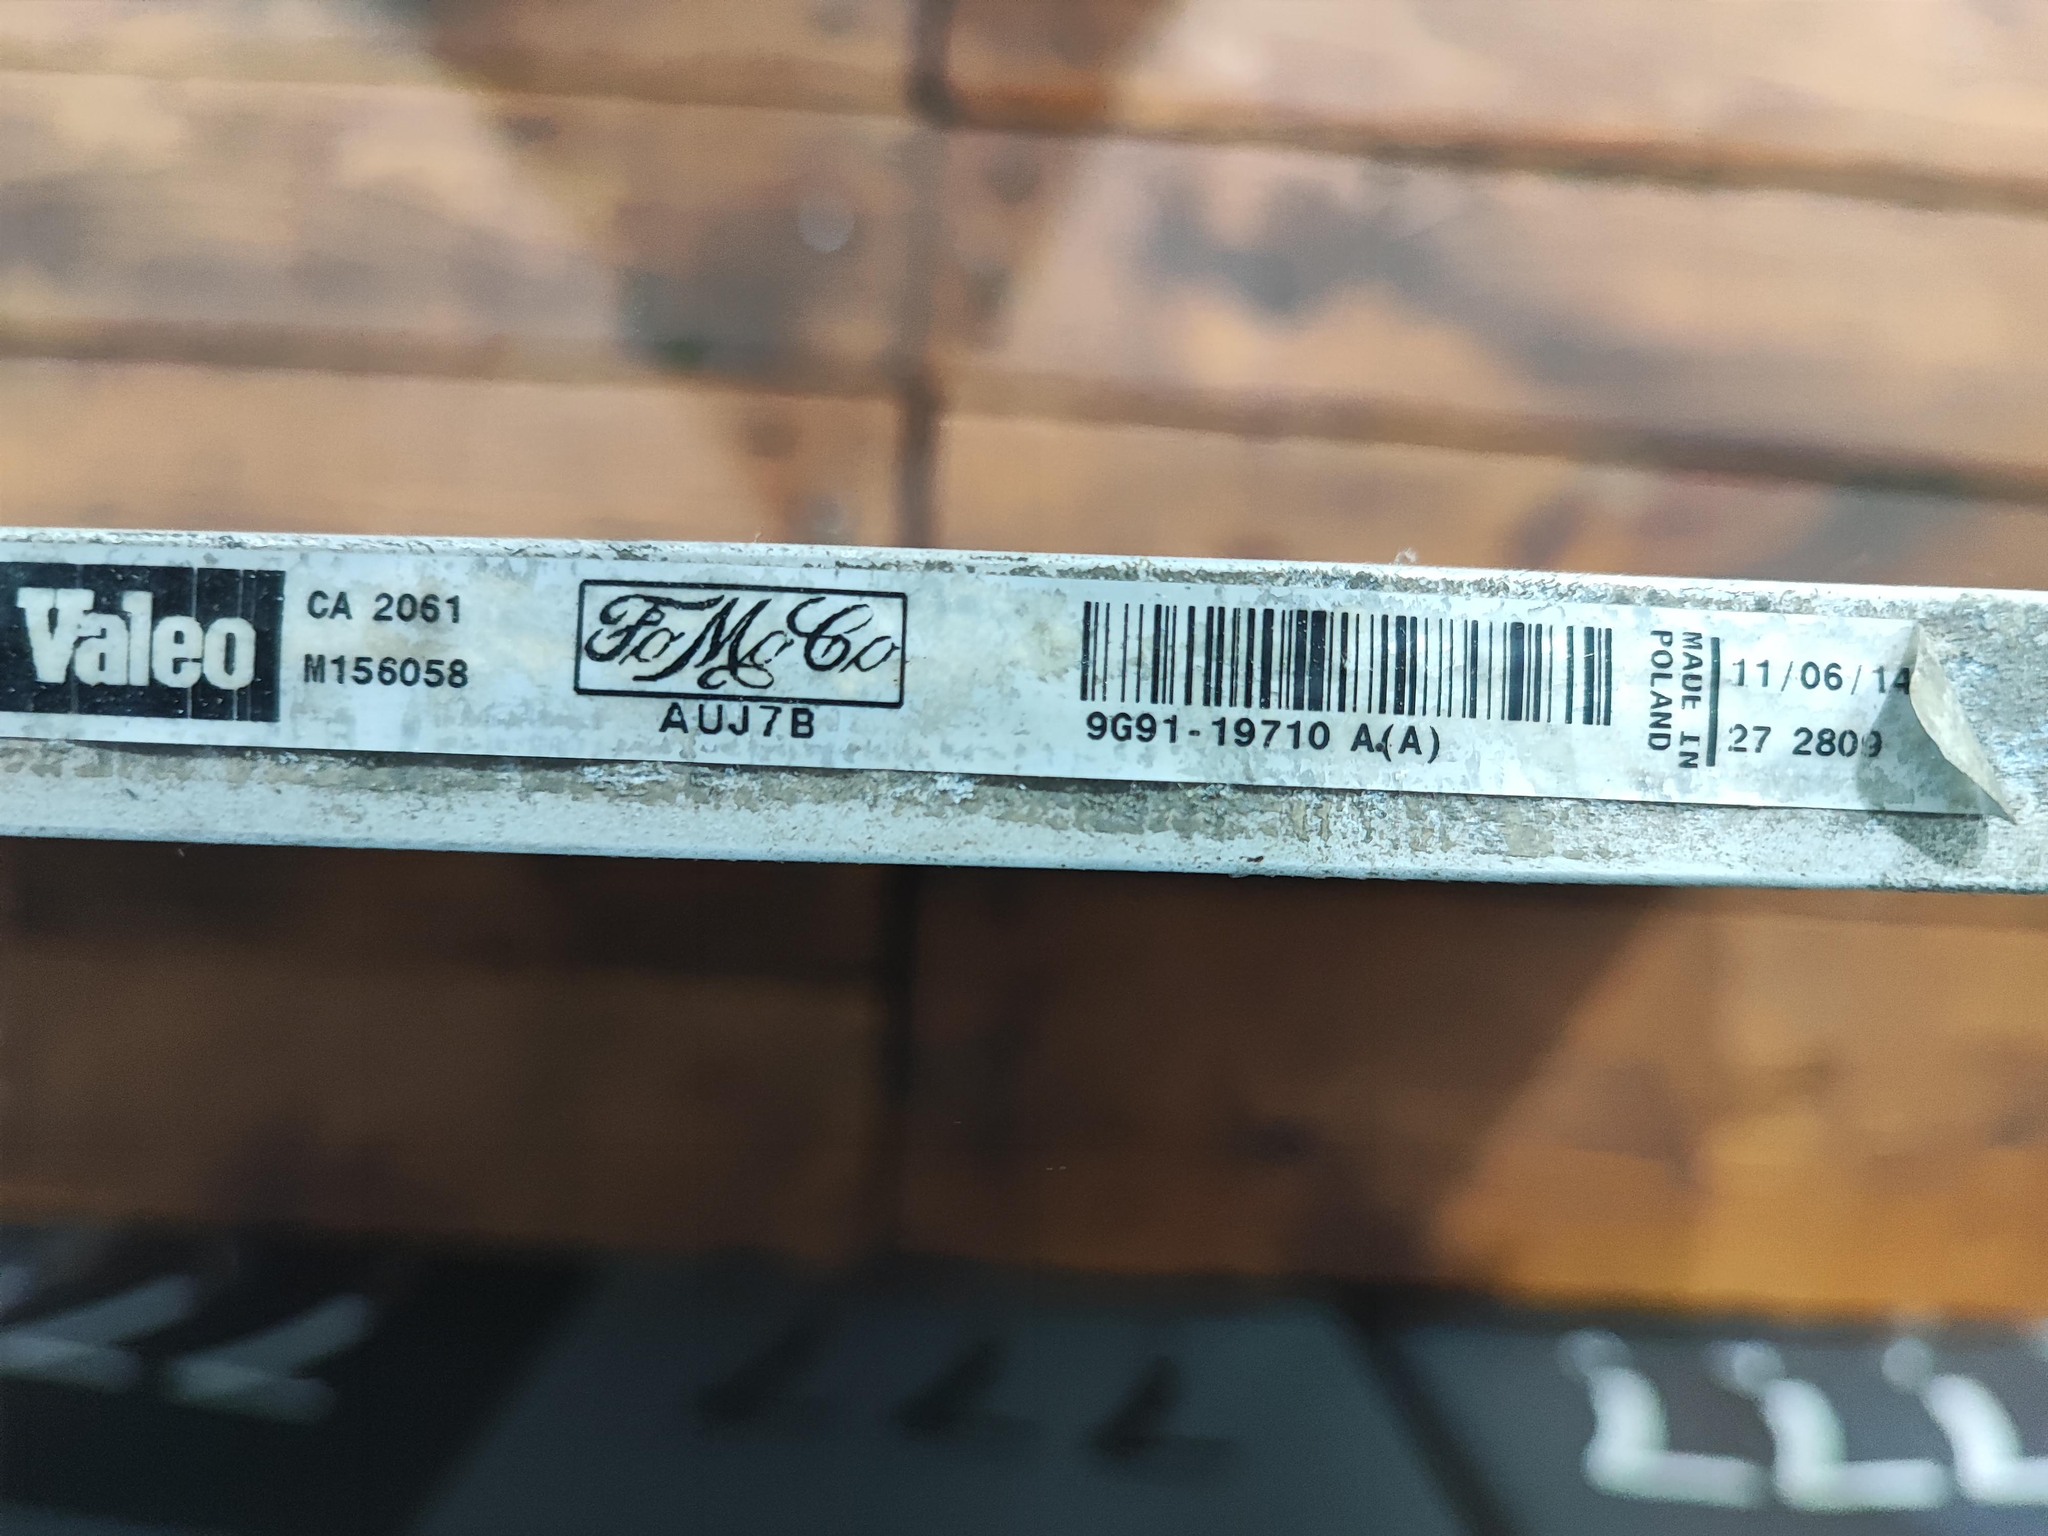 Valeo
CA 2061
M156058
FoMoCo
AUJ7B
9G91-19710 A(A)
MADE IN
POLAND
11/06/14
27 2809